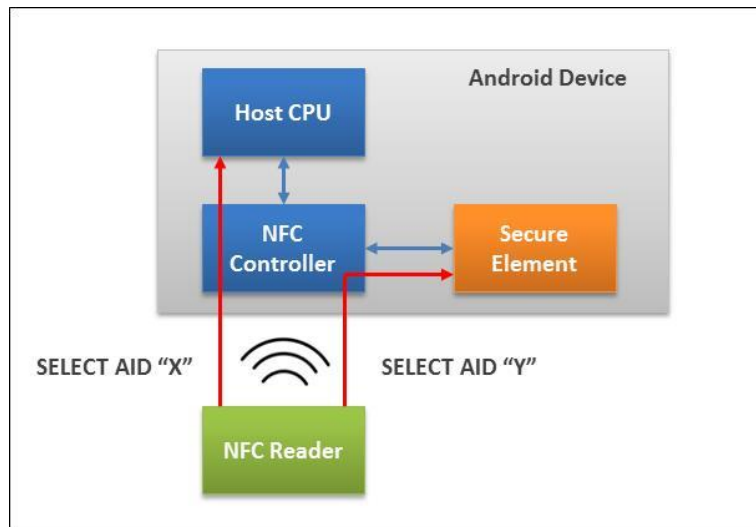 Android Device
Host CPU
NFC
Controller
Secure
Element
SELECT AID “X”
SELECT AID “Y”
NFC Reader